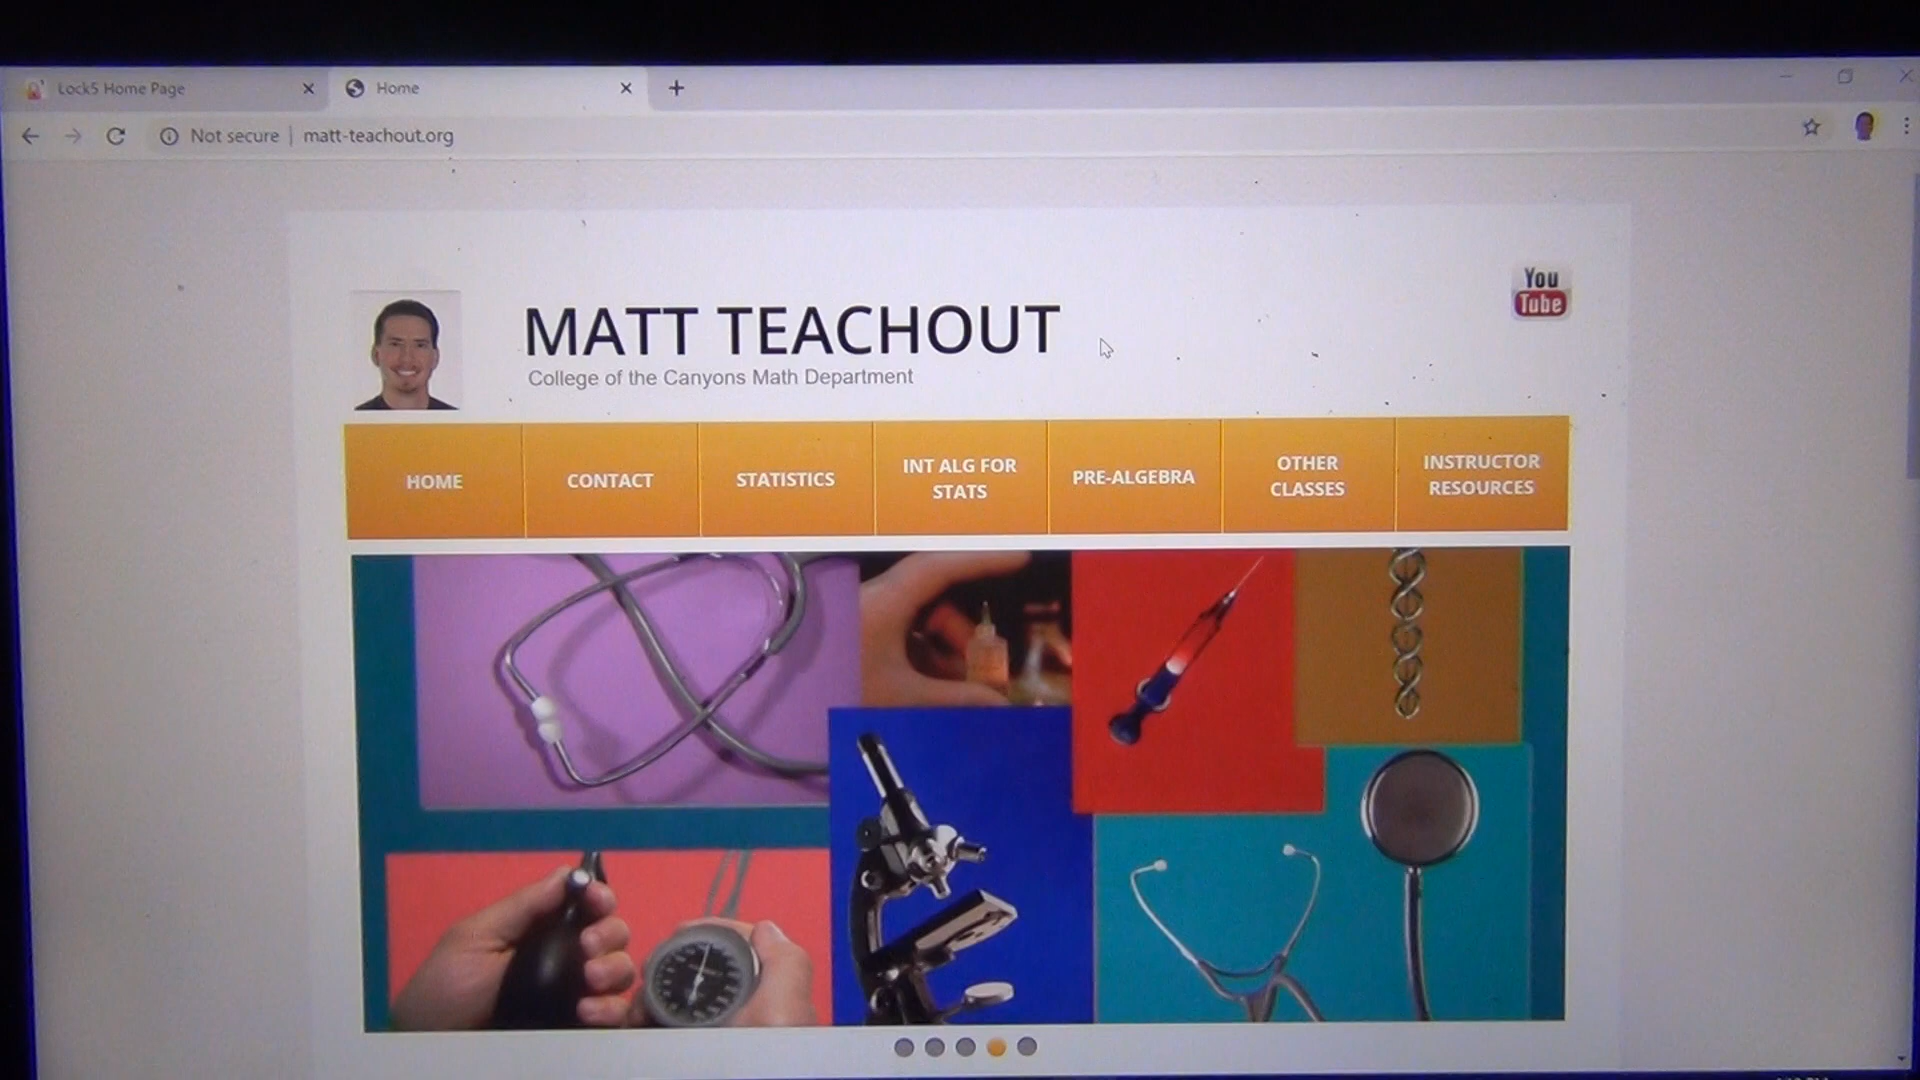 Lock5 Home Page
Home
Not secure | matt-teachout.org
You
Tube
MATT TEACHOUT
College of the Canyons Math Department
HOME
CONTACT
STATISTICS
INT ALG FOR
STATS
PRE-ALGEBRA
OTHER
CLASSES
INSTRUCTOR
RESOURCES